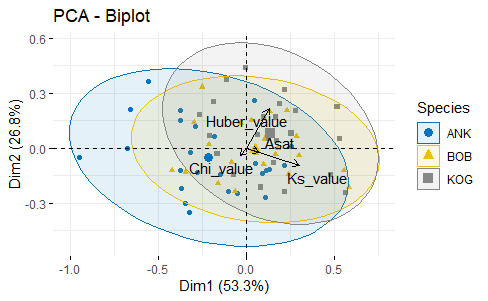 PCA - Biplot
0.6
0.3
0.0
-0.3
Dim2 (26.8%)
Huber_value
Asat
Chi_value
Ks_value
-1.0 -0.5 0.0 0.5
Dim1 (53.3%)
Species
ANK
BOB
KOG